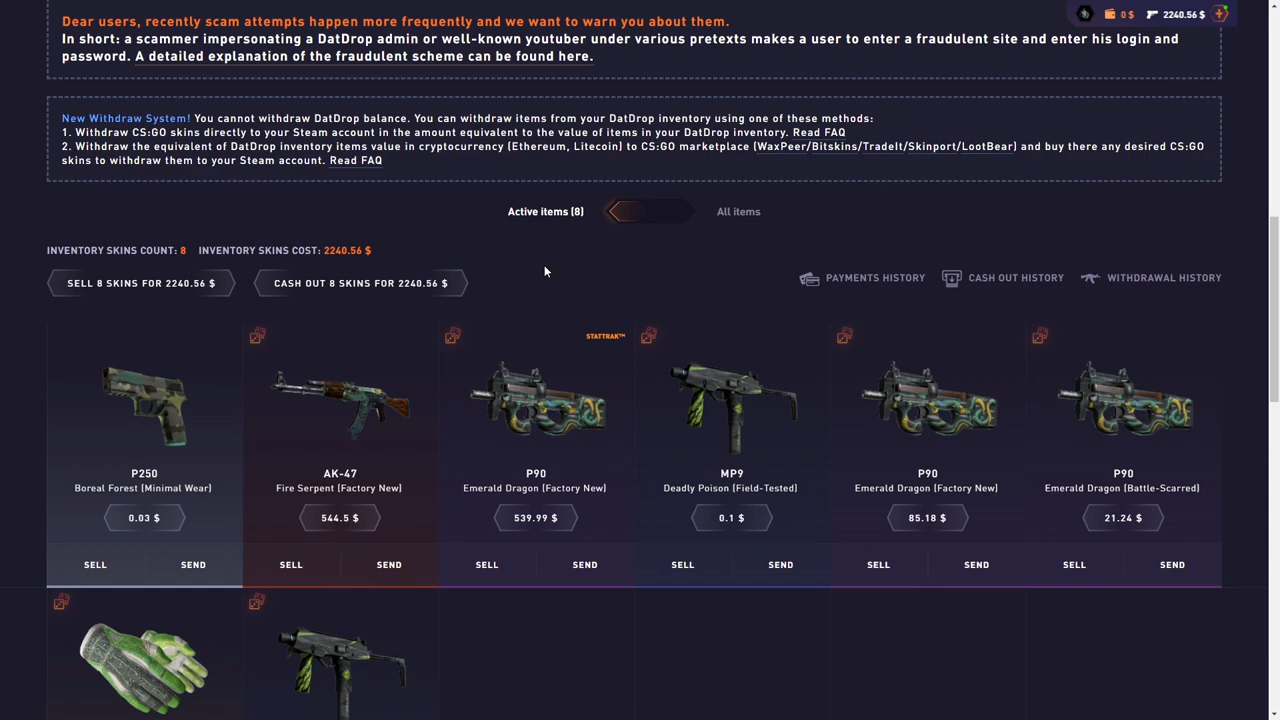 Dear users, recently scam attempts happen more frequently and we want to warn you about them.
0 $ 2240.56 $
In short: a scammer impersonating a DatDrop admin or well-known youtuber under various pretexts makes a user to enter a fraudulent site and enter his login and
password. A detailed explanation of the fraudulent scheme can be found here.
New Withdraw System! You cannot withdraw DatDrop balance. You can withdraw items from your DatDrop inventory using one of these methods:
1. Withdraw CS:GO skins directly to your Steam account in the amount equivalent to the value of items in your DatDrop inventory. Read FAQ
2. Withdraw the equivalent of DatDrop inventory items value in cryptocurrency (Ethereum, Litecoin) to CS:GO marketplace (WaxPeer/Bitskins/TradeIt/Skinport/LootBear) and buy there any desired CS:GO
skins to withdraw them to your Steam account. Read FAQ
Active items (8) All items
INVENTORY SKINS COUNT: 8 INVENTORY SKINS COST: 2240.56 $
SELL 8 SKINS FOR 2240.56 $ CASH OUT 8 SKINS FOR 2240.56 $ PAYMENTS HISTORY CASH OUT HISTORY WITHDRAWAL HISTORY
STATTRAK™
P250 AK-47 P90 MP9 P90 P90
Boreal Forest (Minimal Wear) Fire Serpent (Factory New) Emerald Dragon (Factory New) Deadly Poison (Field-Tested) Emerald Dragon (Factory New) Emerald Dragon (Battle-Scarred)
0.03 $ 544.5 $ 539.99 $ 0.1 $ 85.18 $ 21.24 $
SELL SEND SELL SEND SELL SEND SELL SEND SELL SEND SELL SEND